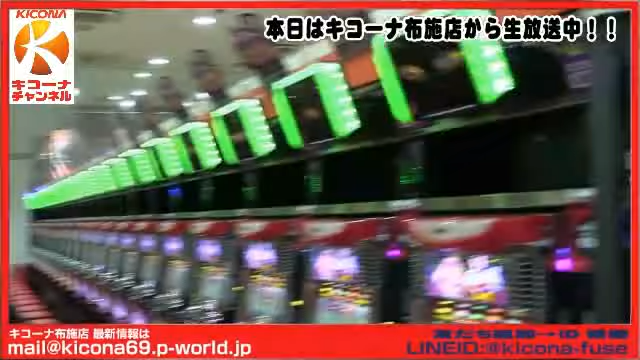 KICONA
キコーナ
チャンネル
本日はキコーナ布施店から生放送中！！
キコーナ布施店 最新情報は
mail@kicona69.p-world.jp
LINEID:@kicona-fuse